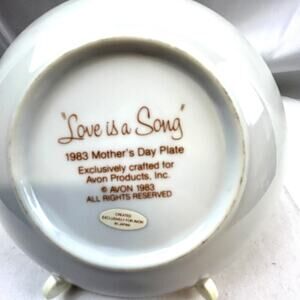 "Love is a Song"
1983 Mother's Day Plate
Exclusively crafted for
Avon Products, Inc.
© AVON 1983
ALL RIGHTS RESERVED
CREATED
EXCLUSIVELY FOR AVON
IN JAPAN